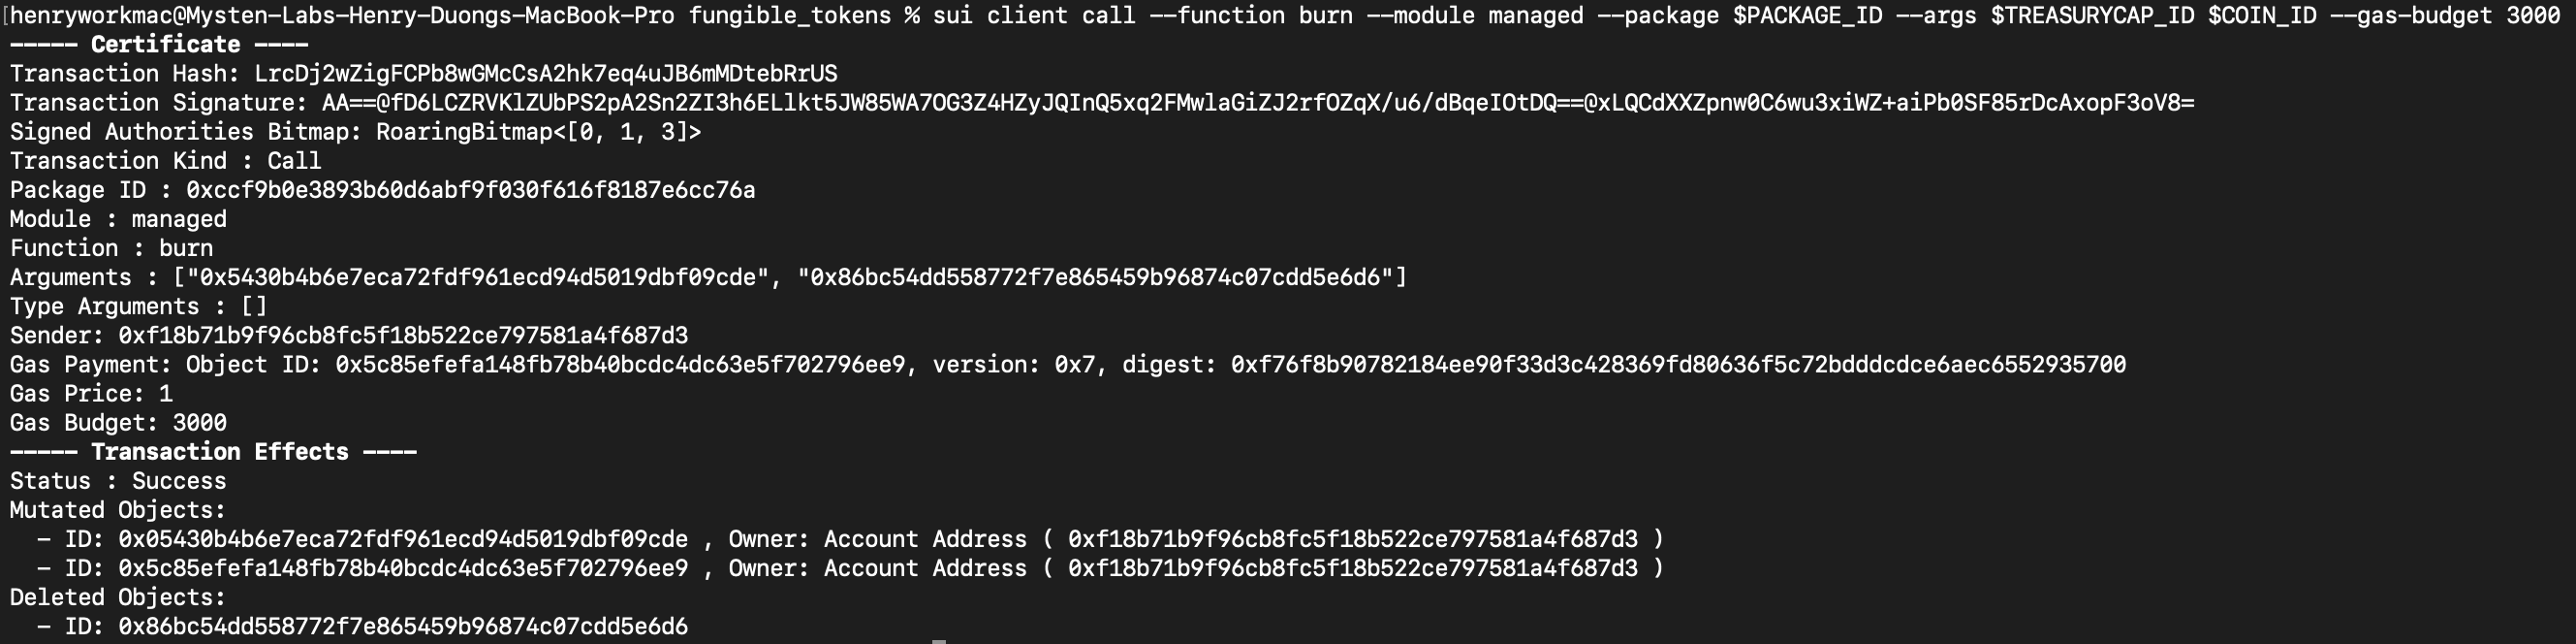 [henryworkmac@Mysten-Labs-Henry-Duongs-MacBook-Pro fungible_tokens % sui client call --function burn --module managed --package $PACKAGE_ID --args $TREASURYCAP_ID $COIN_ID --gas-budget 3000
----- Certificate ----
Transaction Hash: LrcDj2wZigFCPb8wGMcCsA2hk7eq4uJB6mMDtebRrUS
Transaction Signature: AA==@fD6LCZRVKlZUbPS2pA2Sn2ZI3h6ELlkt5JW85WA7OG3Z4HZyJQInQ5xq2FMwlaGiZJ2rfOZqX/u6/dBqeIOtDQ==@xLQCdXXZpnw0C6wu3xiWZ+aiPb0SF85rDcAxopF3oV8=
Signed Authorities Bitmap: RoaringBitmap<[0, 1, 3]>
Transaction Kind : Call
Package ID : 0xccf9b0e3893b60d6abf9f030f616f8187e6cc76a
Module : managed
Function : burn
Arguments : ["0x5430b4b6e7eca72fdf961ecd94d5019dbf09cde", "0x86bc54dd558772f7e865459b96874c07cdd5e6d6"]
Type Arguments : []
Sender: 0xf18b71b9f96cb8fc5f18b522ce797581a4f687d3
Gas Payment: Object ID: 0x5c85efefa148fb78b40bcdc4dc63e5f702796ee9, version: 0x7, digest: 0xf76f8b90782184ee90f33d3c428369fd80636f5c72bdddcdce6aec6552935700
Gas Price: 1
Gas Budget: 3000
----- Transaction Effects ----
Status : Success
Mutated Objects:
  - ID: 0x05430b4b6e7eca72fdf961ecd94d5019dbf09cde , Owner: Account Address ( 0xf18b71b9f96cb8fc5f18b522ce797581a4f687d3 )
  - ID: 0x5c85efefa148fb78b40bcdc4dc63e5f702796ee9 , Owner: Account Address ( 0xf18b71b9f96cb8fc5f18b522ce797581a4f687d3 )
Deleted Objects:
  - ID: 0x86bc54dd558772f7e865459b96874c07cdd5e6d6